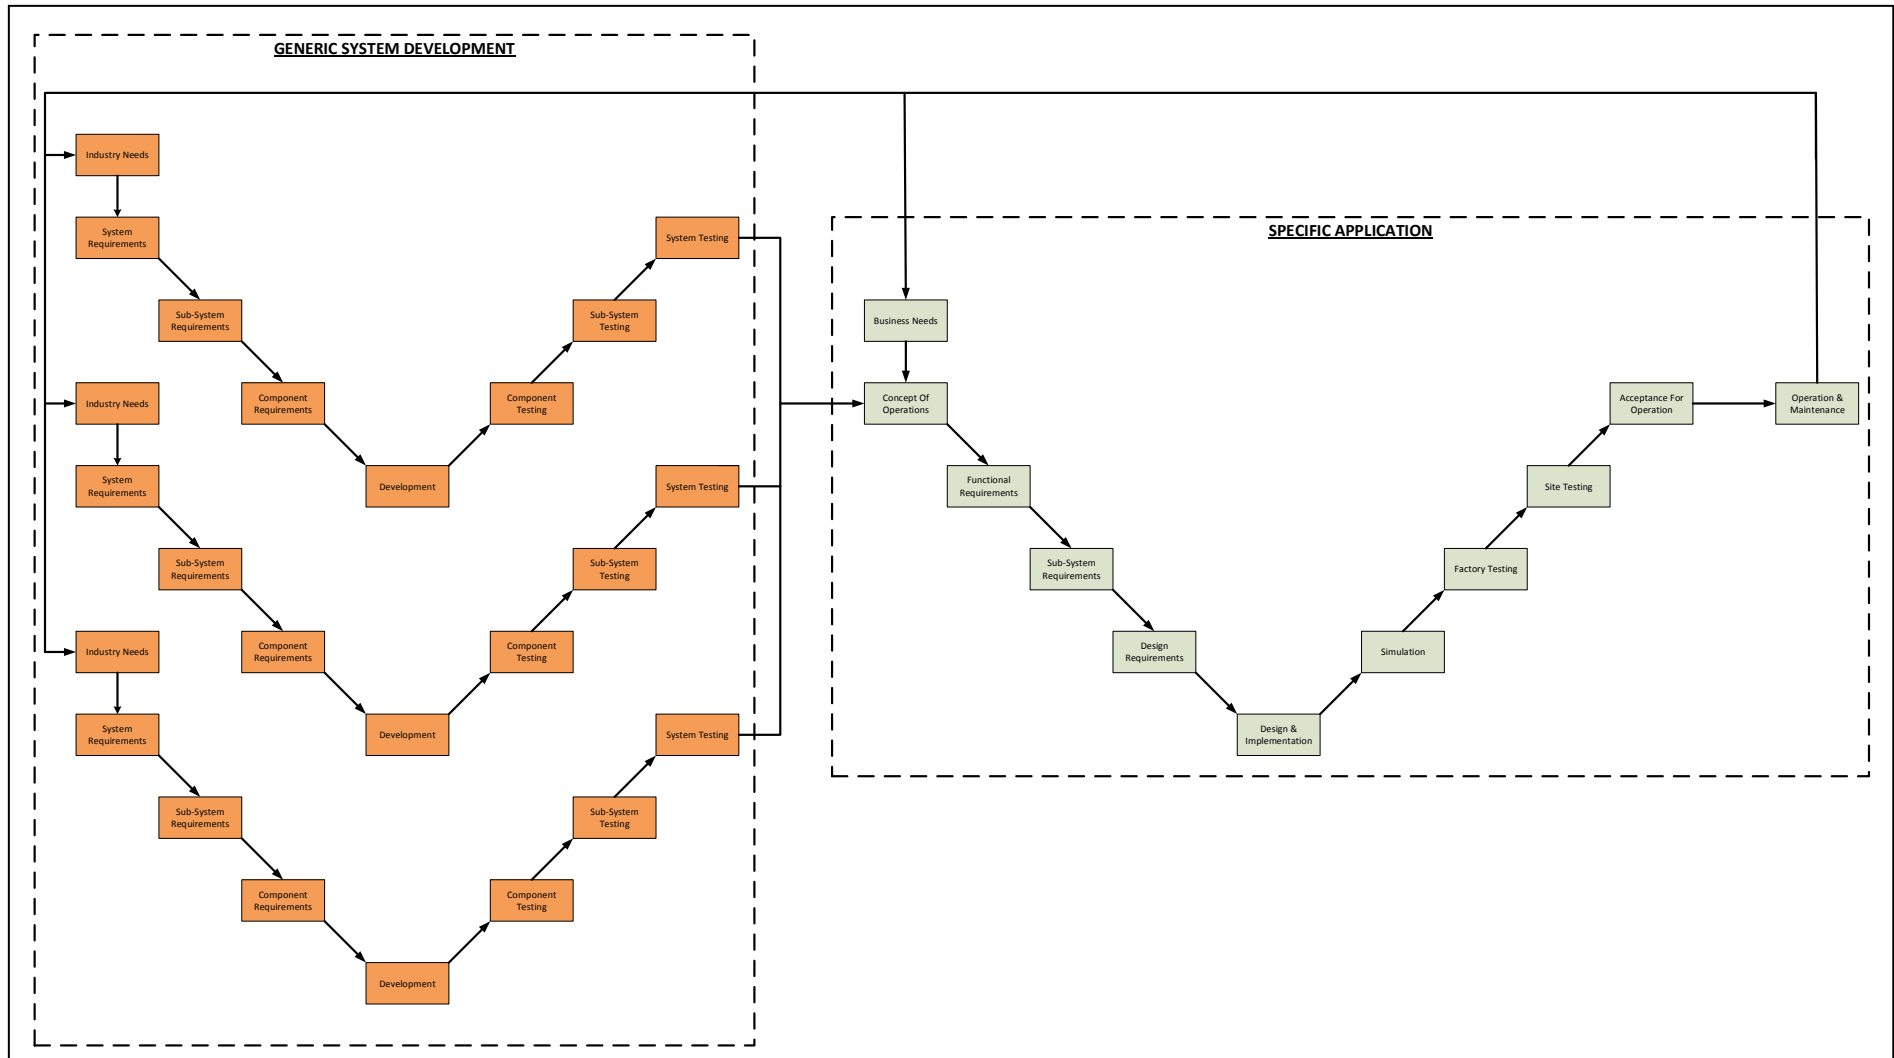 GENERIC SYSTEM DEVELOPMENT
Industry Needs
System
Requirements
Sub-System
Requirements
Component
Requirements
Development
Component
Testing
Sub-System
Testing
System Testing
Industry Needs
System
Requirements
Sub-System
Requirements
Component
Requirements
Development
Component
Testing
Sub-System
Testing
System Testing
Industry Needs
System
Requirements
Sub-System
Requirements
Component
Requirements
Development
Component
Testing
Sub-System
Testing
System Testing
SPECIFIC APPLICATION
Business Needs
Concept Of
Operations
Functional
Requirements
Sub-System
Requirements
Design
Requirements
Design &
Implementation
Simulation
Factory Testing
Site Testing
Acceptance For
Operation
Operation &
Maintenance